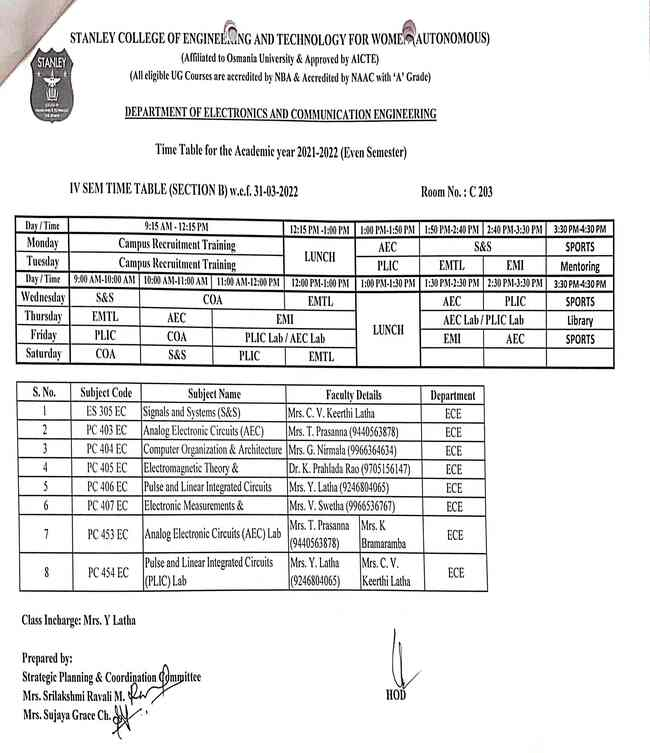 STANLEY COLLEGE OF ENGINEERING AND TECHNOLOGY FOR WOMEN (AUTONOMOUS)
(Affiliated to Osmania University & Approved by AICTE)
(All eligible UG Courses are accredited by NBA & Accredited by NAAC with 'A' Grade)
STANLEY
DEPARTMENT OF ELECTRONICS AND COMMUNICATION ENGINEERING
Time Table for the Academic year 2021-2022 (Even Semester)
IV SEM TIME TABLE (SECTION B) w.e.f. 31-03-2022 Room No. : C 203
Day / Time 9:15 AM - 12:15 PM 12:15 PM -1:00 PM 1:00 PM-1:50 PM 1:50 PM-2:40 PM 2:40 PM-3:30 PM 3:30 PM-4:30 PM
Monday Campus Recruitment Training LUNCH AEC S&S SPORTS
Tuesday Campus Recruitment Training PLIC EMTL EMI Mentoring
Day / Time 9:00 AM-10:00 AM 10:00 AM-11:00 AM 11:00 AM-12:00 PM 12:00 PM-1:00 PM 1:00 PM-1:30 PM 1:30 PM-2:30 PM 2:30 PM-3:30 PM 3:30 PM-4:30 PM
Wednesday S&S COA EMTL LUNCH AEC PLIC SPORTS
Thursday EMTL AEC EMI AEC Lab / PLIC Lab Library
Friday PLIC COA PLIC Lab / AEC Lab EMI AEC SPORTS
Saturday COA S&S PLIC EMTL
S. No. Subject Code Subject Name Faculty Details Department
1 ES 305 EC Signals and Systems (S&S) Mrs. C. V. Keerthi Latha ECE
2 PC 403 EC Analog Electronic Circuits (AEC) Mrs. T. Prasanna (9440563878) ECE
3 PC 404 EC Computer Organization & Architecture Mrs. G. Nirmala (9966364634) ECE
4 PC 405 EC Electromagnetic Theory & Dr. K. Prahlada Rao (9705156147) ECE
5 PC 406 EC Pulse and Linear Integrated Circuits Mrs. Y. Latha (9246804065) ECE
6 PC 407 EC Electronic Measurements & Mrs. V. Swetha (9966536767) ECE
7 PC 453 EC Analog Electronic Circuits (AEC) Lab Mrs. T. Prasanna (9440563878) Mrs. K Bramaramba ECE
8 PC 454 EC Pulse and Linear Integrated Circuits (PLIC) Lab Mrs. Y. Latha (9246804065) Mrs. C. V. Keerthi Latha ECE
Class Incharge: Mrs. Y Latha
Prepared by:
Strategic Planning & Coordination Committee
Mrs. Srilakshmi Ravali M.
Mrs. Sujaya Grace Ch.
HOD